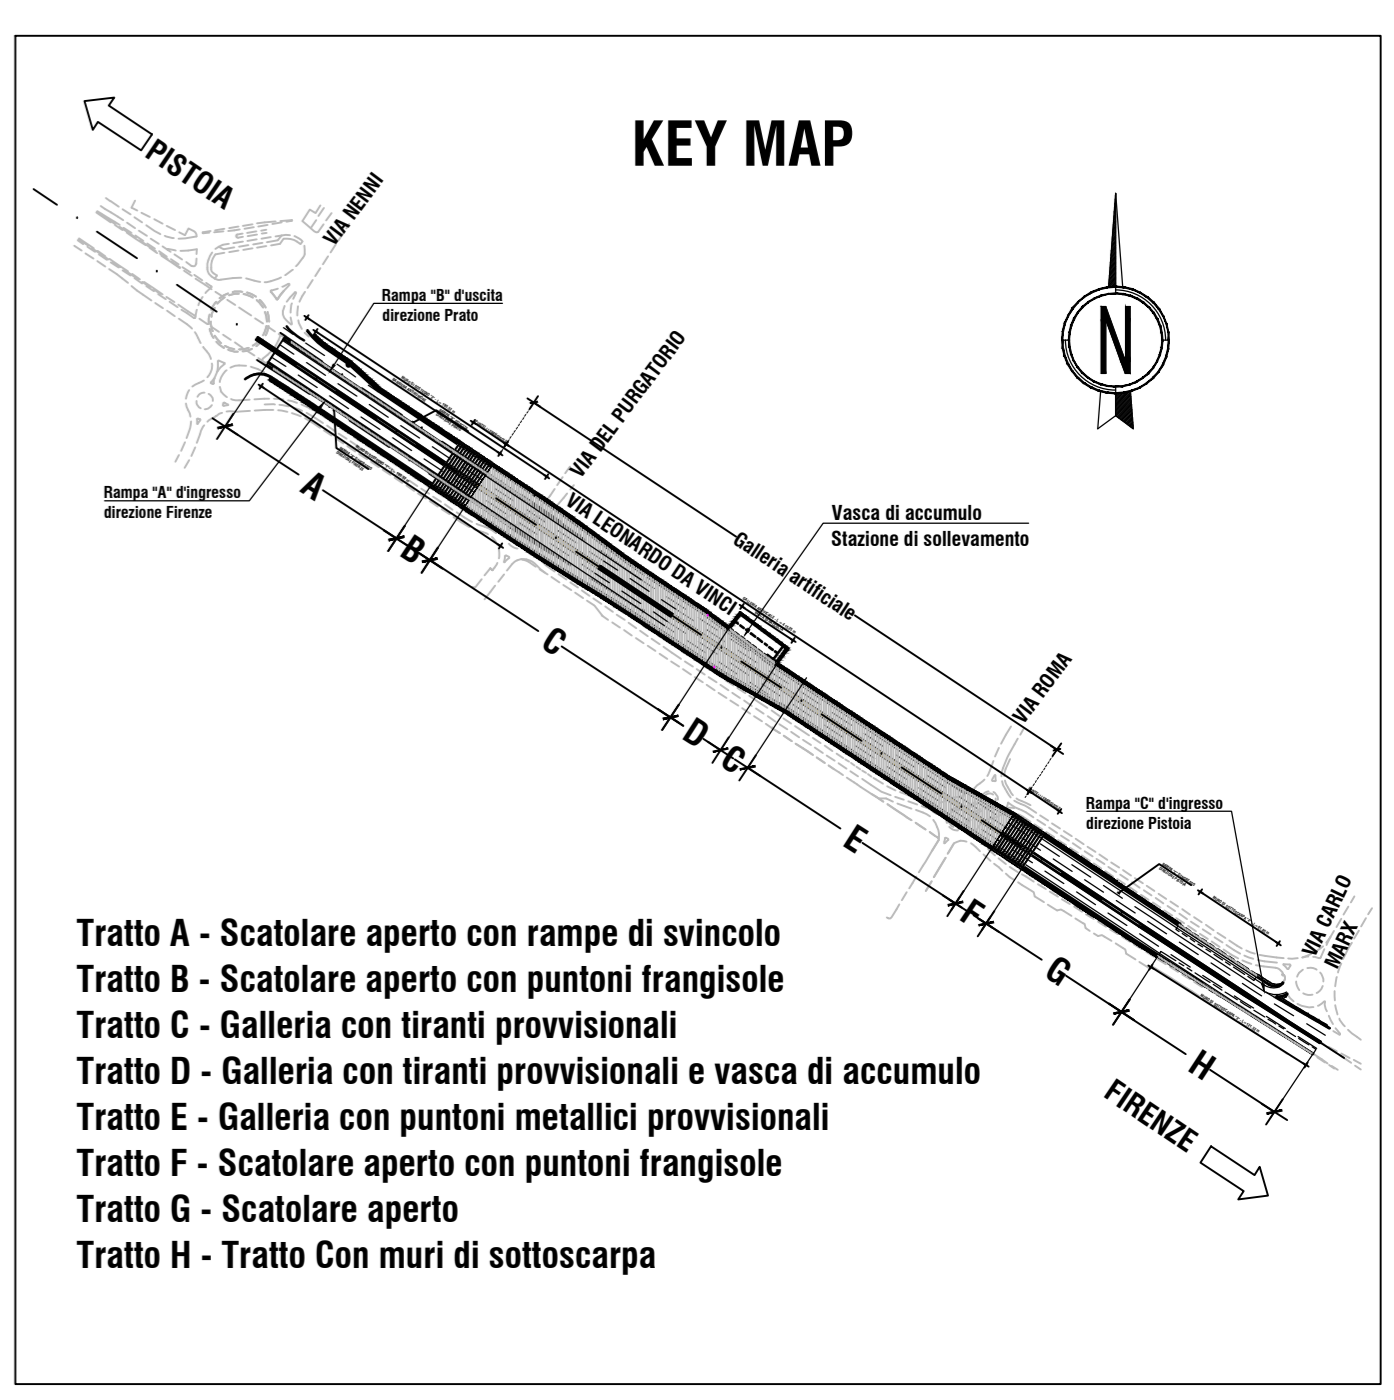 KEY MAP
PISTOIA
VIA NENNI
N
Rampa "B" d'uscita
direzione Prato
VIA DEL PURGATORIO
Rampa "A" d'ingresso
direzione Firenze
A
B
VIA LEONARDO DA VINCI
Galleria artificiale
Vasca di accumulo
Stazione di sollevamento
C
D
C
VIA ROMA
E
Rampa "C" d'ingresso
direzione Pistoia
F
VIA CARLO
MARX
G
H
FIRENZE
Tratto A - Scatolare aperto con rampe di svincolo
Tratto B - Scatolare aperto con puntoni frangisole
Tratto C - Galleria con tiranti provvisionali
Tratto D - Galleria con tiranti provvisionali e vasca di accumulo
Tratto E - Galleria con puntoni metallici provvisionali
Tratto F - Scatolare aperto con puntoni frangisole
Tratto G - Scatolare aperto
Tratto H - Tratto Con muri di sottoscarpa